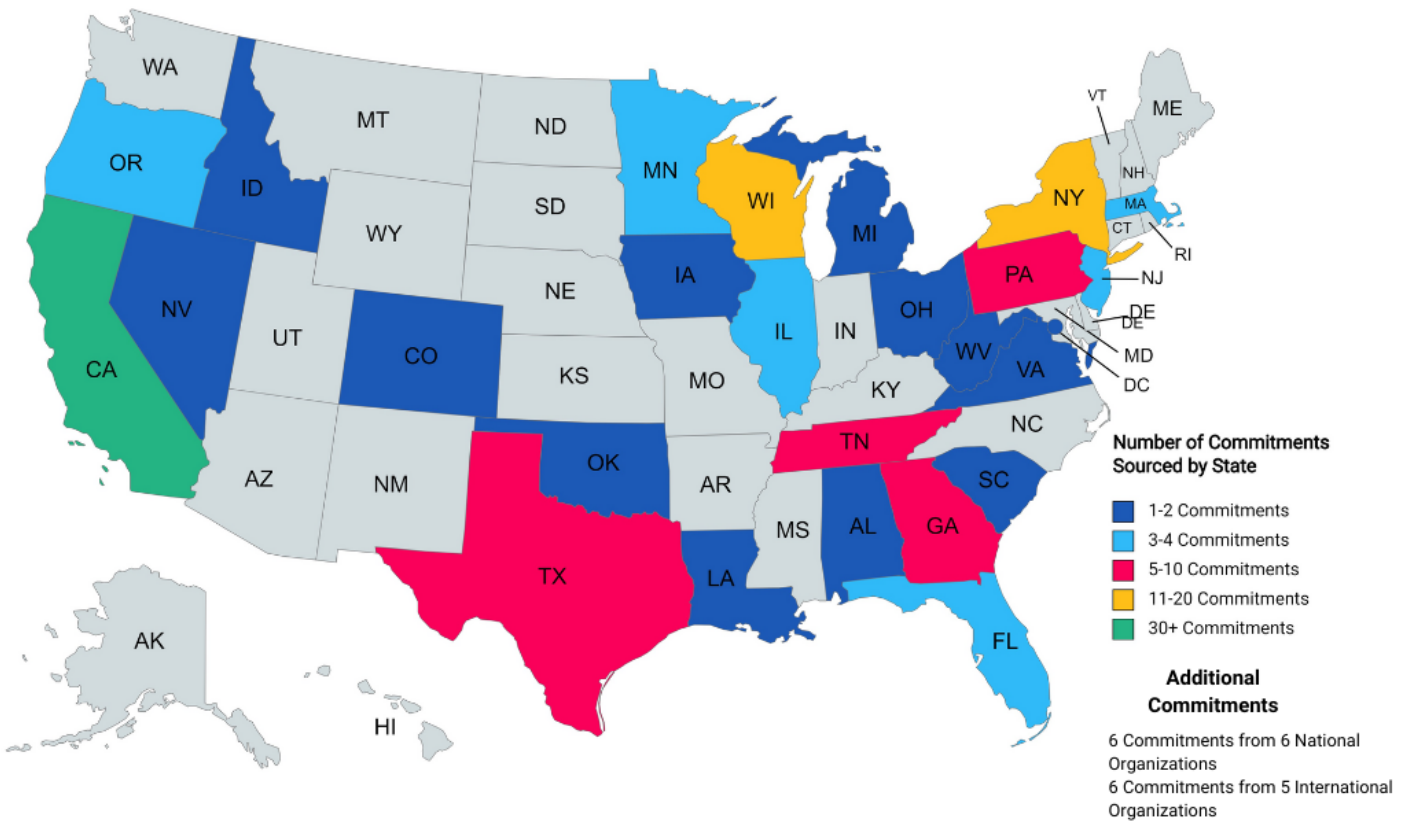 WA
MT
ND
MN
VT
ME
OR
ID
SD
WI
MI
NH
NY
MA
CT
RI
WY
IA
NE
PA
NJ
NV
UT
CO
IL
IN
OH
DE
DE
MD
DC
WV
VA
CA
KS
MO
KY
NC
AZ
NM
OK
AR
TN
SC
MS
AL
GA
TX
LA
FL
AK
HI
Number of Commitments
Sourced by State
1-2 Commitments
3-4 Commitments
5-10 Commitments
11-20 Commitments
30+ Commitments
Additional
Commitments
6 Commitments from 6 National
Organizations
6 Commitments from 5 International
Organizations